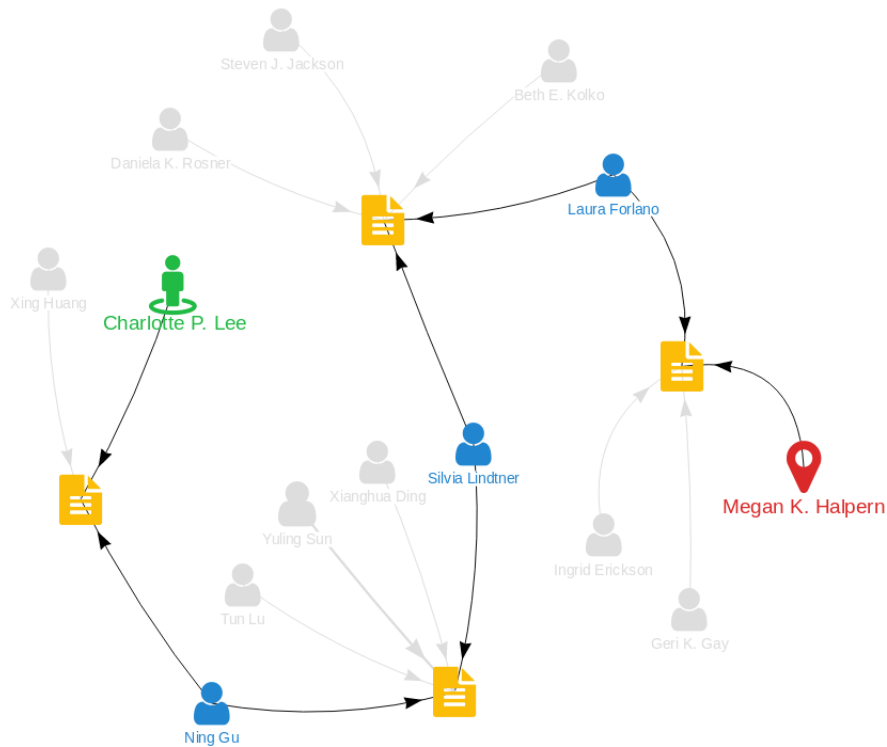 Steven J. Jackson
Beth E. Kolko
Daniela K. Rosner
Laura Forlano
Xing Huang
Charlotte P. Lee
Silvia Lindtner
Xianghua Ding
Megan K. Halpern
Yuling Sun
Ingrid Erickson
Tun Lu
Geri K. Gay
Ning Gu